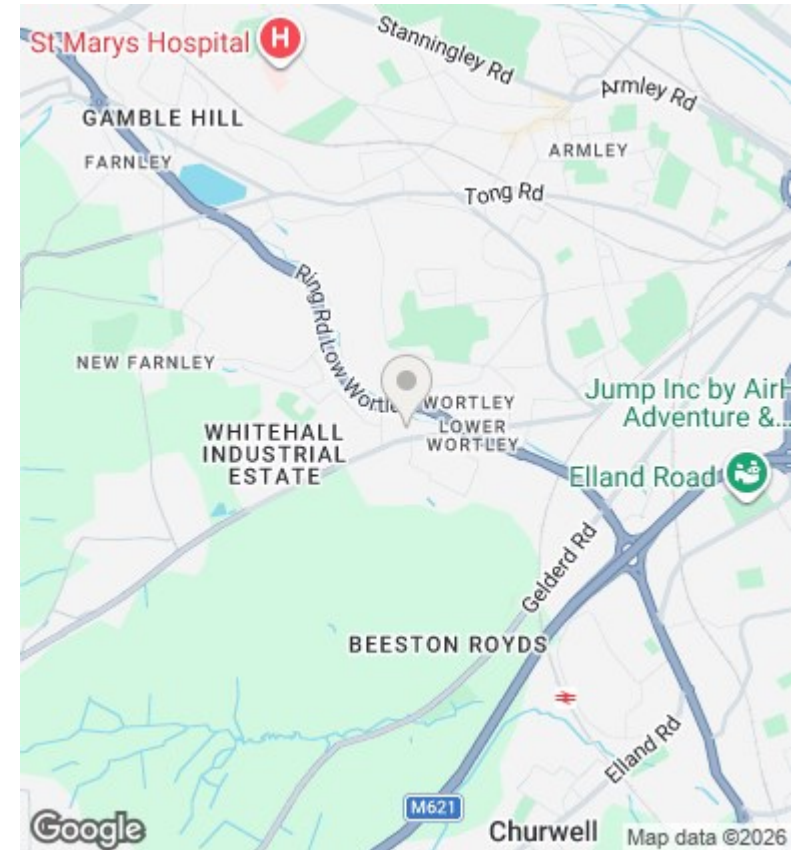 St Marys Hospital
H
Stanningley Rd
Armley Rd
GAMBLE HILL
FARNLEY
ARMLEY
Tong Rd
Ring Rd Low Wortley
NEW FARNLEY
WORTLEY
LOWER
WORTLEY
Jump Inc by AirH
Adventure &...
WHITEHALL
INDUSTRIAL
ESTATE
Elland Road
Gelderd Rd
BEESTON ROYDS
Elland Rd
M621
Churwell
Google
Map data ©2026